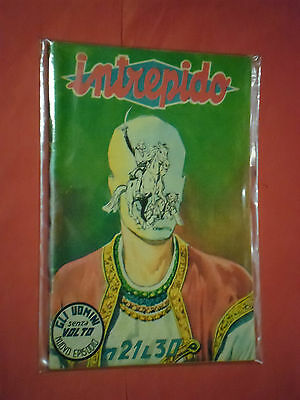 intrepido
GLI UOMINI
senza
VOLTO
NUOVO EPISODIO
n 21 L 30